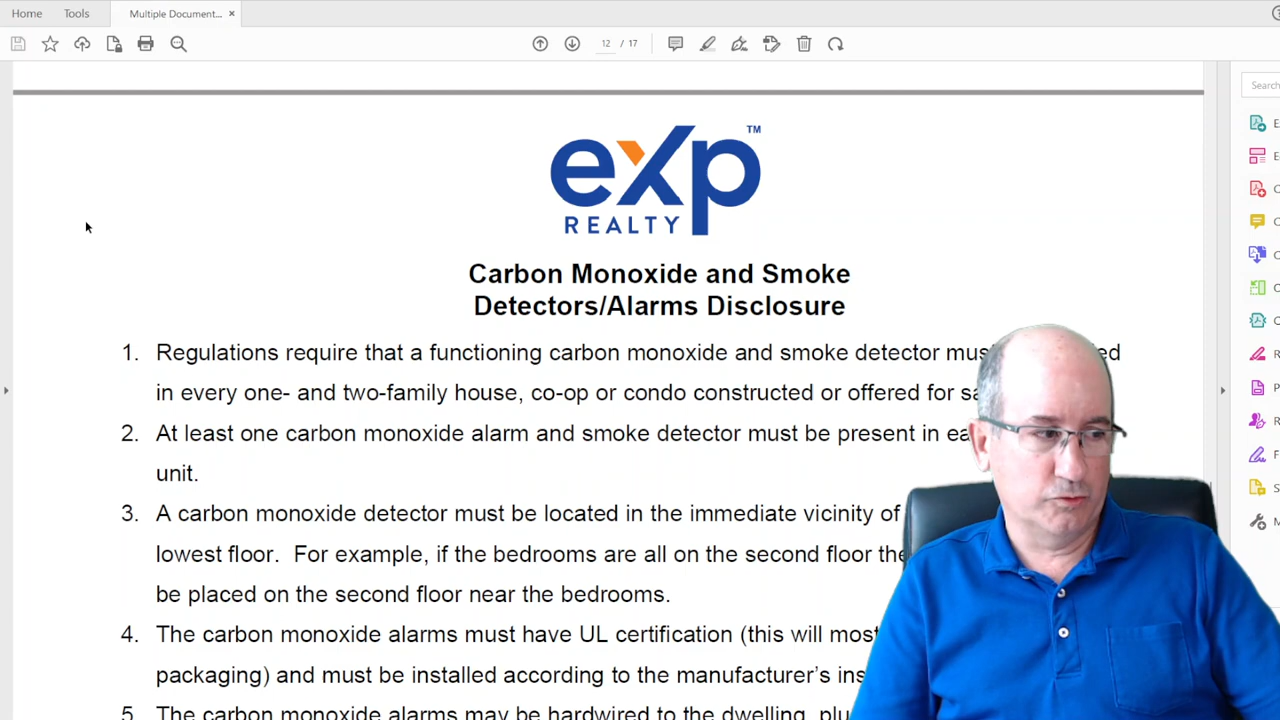 Home
Tools
Multiple Document... ×
12 / 17
Search
eXp ™
REALTY
Carbon Monoxide and Smoke
Detectors/Alarms Disclosure
1. Regulations require that a functioning carbon monoxide and smoke detector
in every one- and two-family house, co-op or condo constructed or offered for
2. At least one carbon monoxide alarm and smoke detector must be present in
unit.
3. A carbon monoxide detector must be located in the immediate vicinity of
lowest floor. For example, if the bedrooms are all on the second floor
be placed on the second floor near the bedrooms.
4. The carbon monoxide alarms must have UL certification (this will most
packaging) and must be installed according to the manufacturer's
5. The carbon monoxide alarms may be hardwired to the dwelling,